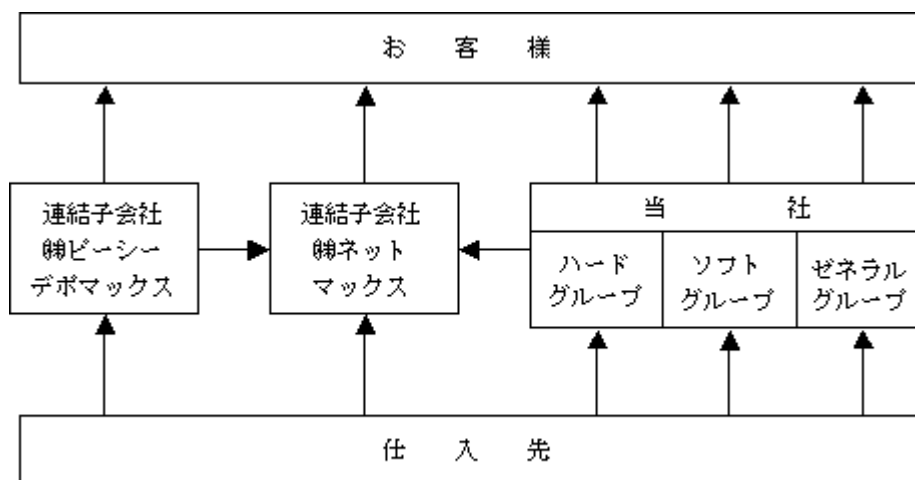 お客様
連結子会社
㈱ピーシー
デポマックス
連結子会社
㈱ネット
マックス
当社
ハード
グループ
ソフト
グループ
ゼネラル
グループ
仕入先